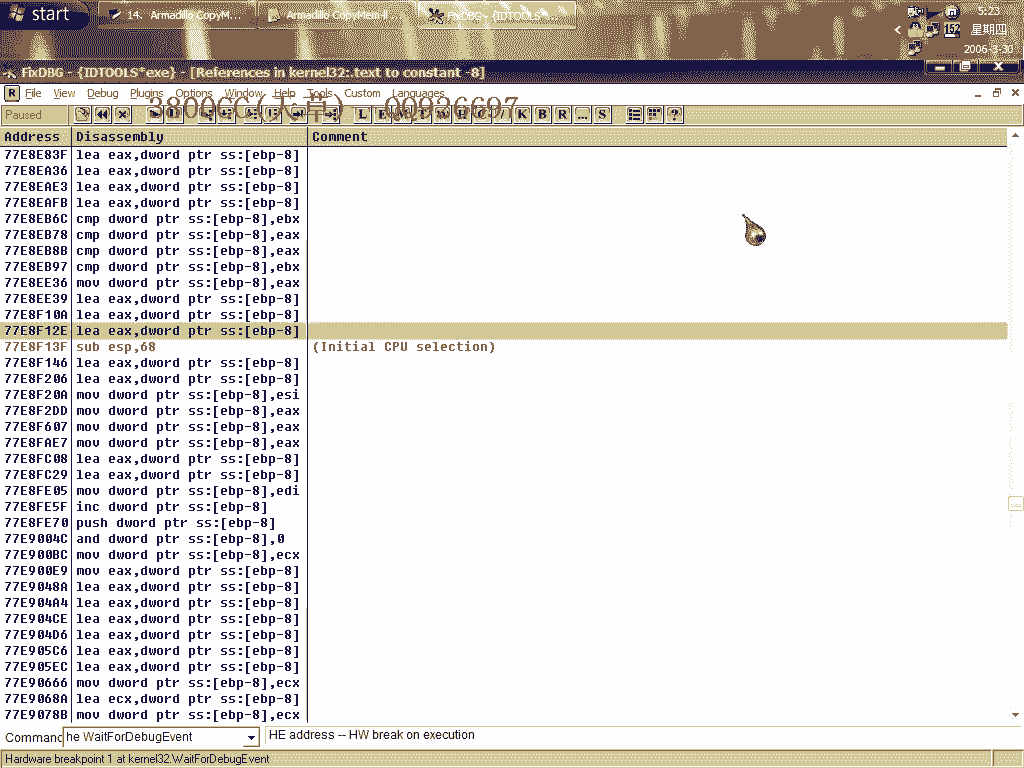 start
14. Armadillo CopyM...
Armadillo CopyMem-II ...
FixDBG - {IDTOOLS*...
152
5:23
星期四
2006-3-30
FixDBG - {IDTOOLS*exe} - [References in kernel32:.text to constant -8]
R File View Debug Plugins Options Window Help Tools Custom Languages
3800CC(天草) - QQ936697
Paused
L E M K B R ... S ?
Address Disassembly Comment
77E8E83F lea eax,dword ptr ss:[ebp-8]
77E8EA36 lea eax,dword ptr ss:[ebp-8]
77E8EAE3 lea eax,dword ptr ss:[ebp-8]
77E8EAFB lea eax,dword ptr ss:[ebp-8]
77E8EB6C cmp dword ptr ss:[ebp-8],ebx
77E8EB78 cmp dword ptr ss:[ebp-8],eax
77E8EB8B cmp dword ptr ss:[ebp-8],eax
77E8EB97 cmp dword ptr ss:[ebp-8],ebx
77E8EE36 mov dword ptr ss:[ebp-8],eax
77E8EE39 lea eax,dword ptr ss:[ebp-8]
77E8F10A lea eax,dword ptr ss:[ebp-8]
77E8F12E lea eax,dword ptr ss:[ebp-8]
77E8F13F sub esp,68 (Initial CPU selection)
77E8F146 lea eax,dword ptr ss:[ebp-8]
77E8F206 lea eax,dword ptr ss:[ebp-8]
77E8F20A mov dword ptr ss:[ebp-8],esi
77E8F2DD mov dword ptr ss:[ebp-8],eax
77E8F607 mov dword ptr ss:[ebp-8],eax
77E8FAE7 mov dword ptr ss:[ebp-8],eax
77E8FC08 lea eax,dword ptr ss:[ebp-8]
77E8FC29 lea eax,dword ptr ss:[ebp-8]
77E8FE05 mov dword ptr ss:[ebp-8],edi
77E8FE5F inc dword ptr ss:[ebp-8]
77E8FE70 push dword ptr ss:[ebp-8]
77E9004C and dword ptr ss:[ebp-8],0
77E900BC mov dword ptr ss:[ebp-8],ecx
77E900E9 mov eax,dword ptr ss:[ebp-8]
77E9048A lea eax,dword ptr ss:[ebp-8]
77E904A4 lea eax,dword ptr ss:[ebp-8]
77E904CE lea eax,dword ptr ss:[ebp-8]
77E904D6 lea eax,dword ptr ss:[ebp-8]
77E905C6 lea eax,dword ptr ss:[ebp-8]
77E905EC lea eax,dword ptr ss:[ebp-8]
77E90666 mov dword ptr ss:[ebp-8],ecx
77E9068A lea ecx,dword ptr ss:[ebp-8]
77E9078B mov dword ptr ss:[ebp-8],ecx
Command he WaitForDebugEvent HE address -- HW break on execution
Hardware breakpoint 1 at kernel32.WaitForDebugEvent